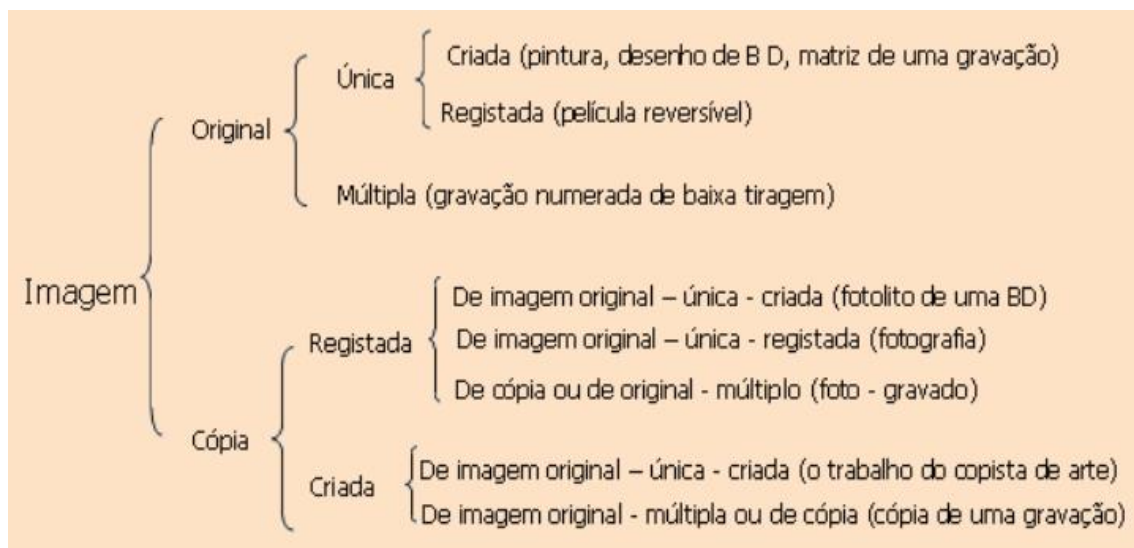 Imagem
Original
Única
Criada (pintura, desenho de B D, matriz de uma gravação)
Registada (película reversível)
Múltipla (gravação numerada de baixa tiragem)
Cópia
Registada
De imagem original – única - criada (fotolito de uma BD)
De imagem original – única - registada (fotografia)
De cópia ou de original - múltiplo (foto - gravado)
Criada
De imagem original – única - criada (o trabalho do copista de arte)
De imagem original - múltipla ou de cópia (cópia de uma gravação)